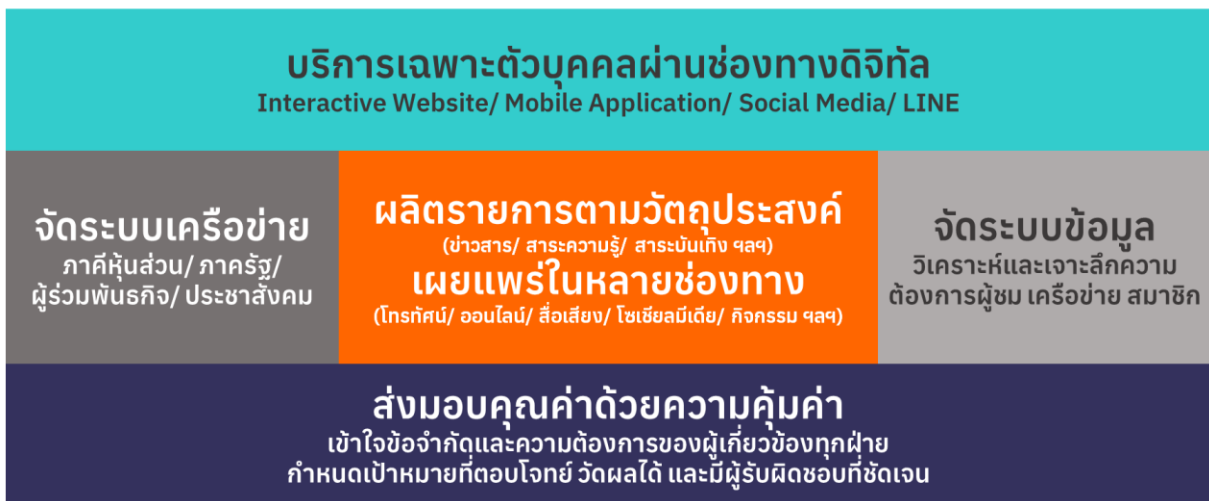 บริการเฉพาะตัวบุคคลผ่านช่องทางดิจิทัล
Interactive Website/ Mobile Application/ Social Media/ LINE
จัดระบบเครือข่าย
ภาคีหุ้นส่วน/ ภาครัฐ/
ผู้ร่วมพันธกิจ/ ประชาสังคม
ผลิตรายการตามวัตถุประสงค์
(ข่าวสาร/ สาระความรู้/ สาระบันเทิง ฯลฯ)
เผยแพร่ในหลายช่องทาง
(โทรทัศน์/ ออนไลน์/ สื่อเสียง/ โซเชียลมีเดีย/ กิจกรรม ฯลฯ)
จัดระบบข้อมูล
วิเคราะห์และเจาะลึกความ
ต้องการผู้ชม เครือข่าย สมาชิก
ส่งมอบคุณค่าด้วยความคุ้มค่า
เข้าใจข้อจำกัดและความต้องการของผู้เกี่ยวข้องทุกฝ่าย
กำหนดเป้าหมายที่ตอบโจทย์ วัดผลได้ และมีผู้รับผิดชอบที่ชัดเจน